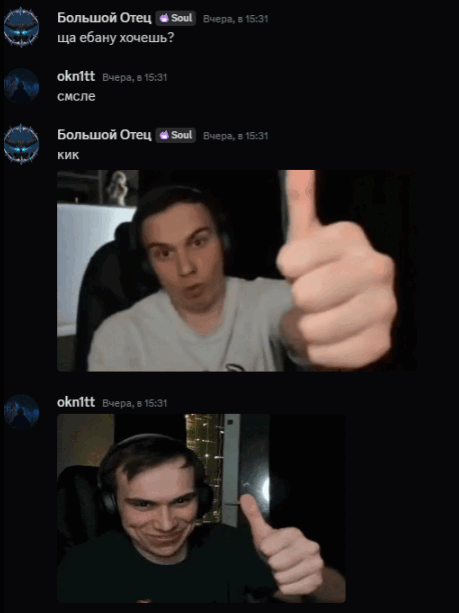 Большой Отец Soul Вчера, в 15:31
ща ебану хочешь?
okn1tt Вчера, в 15:31
смсле
Большой Отец Soul Вчера, в 15:31
кик
okn1tt Вчера, в 15:31